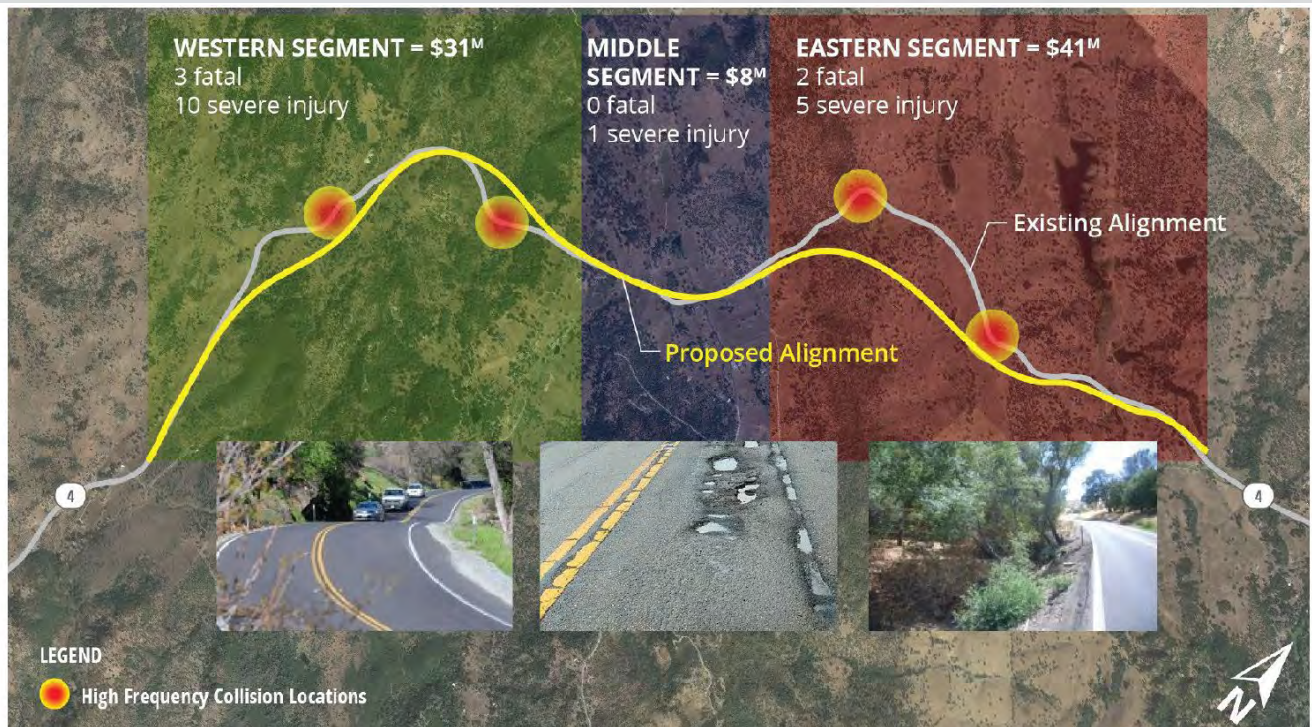 WESTERN SEGMENT = $31ᴹ
3 fatal
10 severe injury
MIDDLE
SEGMENT = $8ᴹ
0 fatal
1 severe injury
EASTERN SEGMENT = $41ᴹ
2 fatal
5 severe injury
Existing Alignment
Proposed Alignment
4
4
LEGEND
High Frequency Collision Locations
N